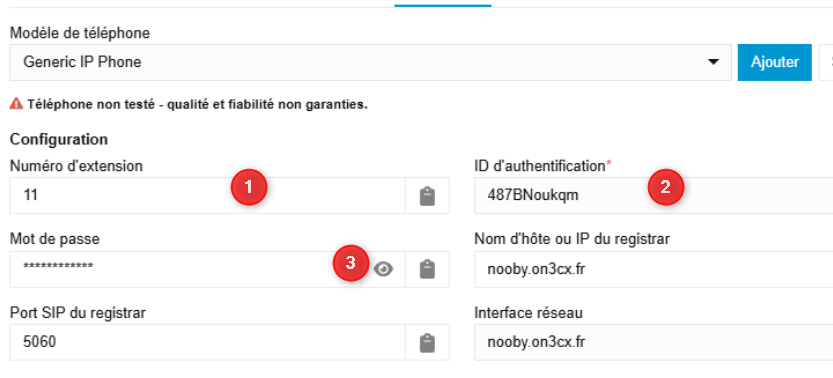 Modèle de téléphone
Generic IP Phone
Ajouter
Téléphone non testé - qualité et fiabilité non garanties.
Configuration
Numéro d'extension
ID d'authentification*
11
1
487BNoukqm
2
Mot de passe
Nom d'hôte ou IP du registrar
************
3
nooby.on3cx.fr
Port SIP du registrar
Interface réseau
5060
nooby.on3cx.fr